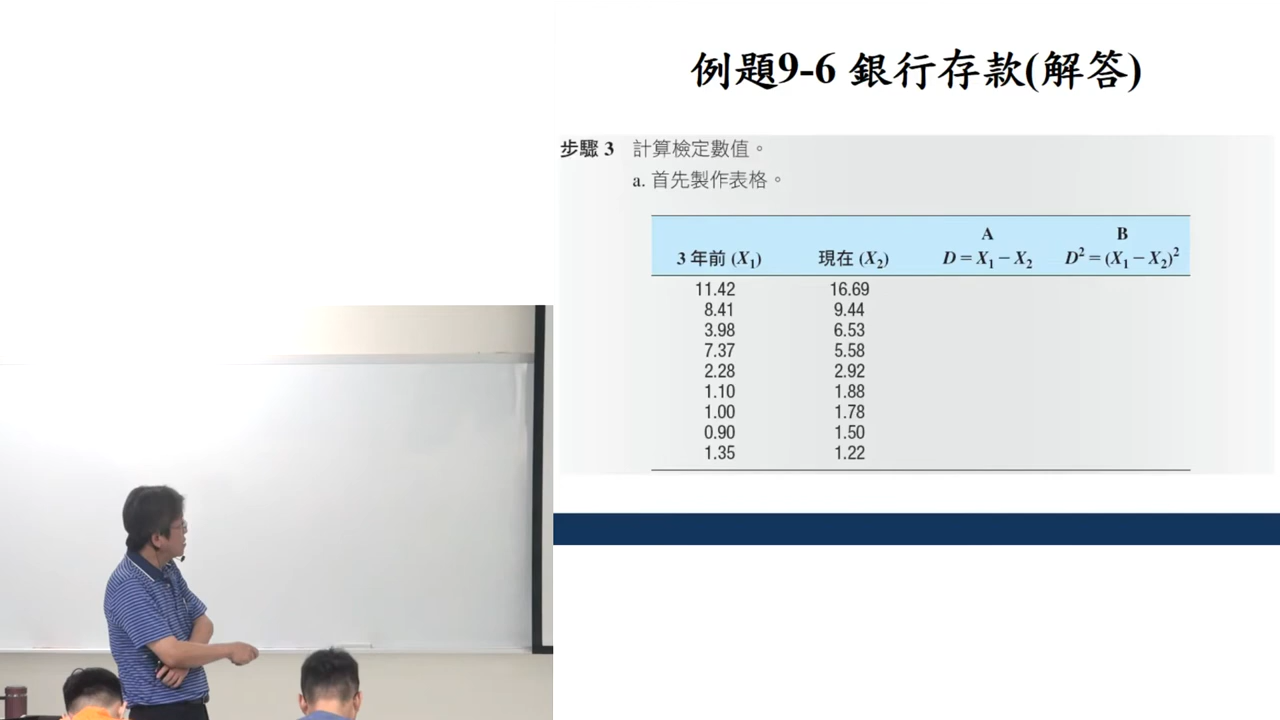 例題9-6 銀行存款(解答)
步驟 3 計算檢定數值。
a. 首先製作表格。
A B
3 年前 (X₁) 現在 (X₂) D = X₁ − X₂ D² = (X₁ − X₂)²
11.42 16.69
8.41 9.44
3.98 6.53
7.37 5.58
2.28 2.92
1.10 1.88
1.00 1.78
0.90 1.50
1.35 1.22